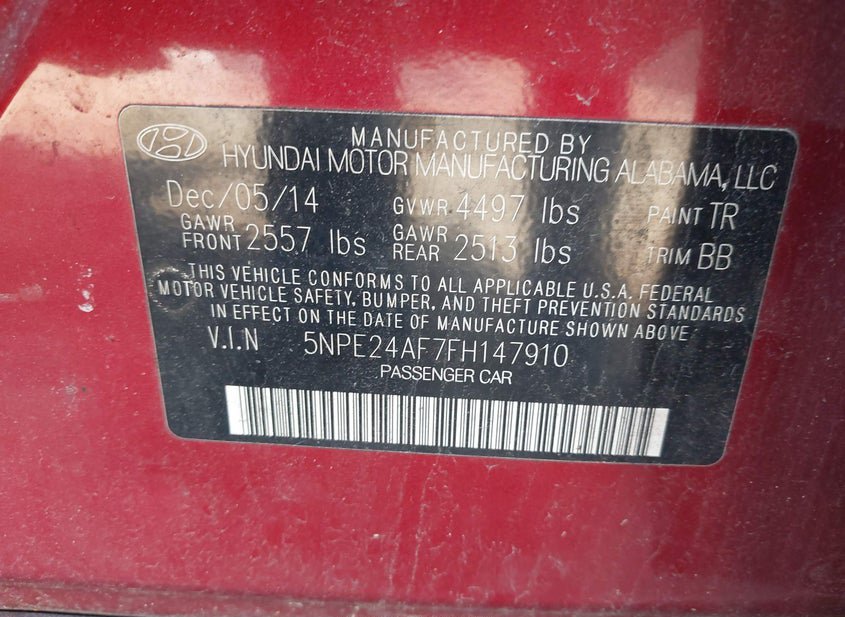 MANUFACTURED BY
HYUNDAI MOTOR MANUFACTURING ALABAMA, LLC
Dec/05/14 GVWR 4497 lbs PAINT TR
GAWR FRONT 2557 lbs GAWR REAR 2513 lbs TRIM BB
THIS VEHICLE CONFORMS TO ALL APPLICABLE U.S.A. FEDERAL
MOTOR VEHICLE SAFETY, BUMPER, AND THEFT PREVENTION STANDARDS
IN EFFECT ON THE DATE OF MANUFACTURE SHOWN ABOVE
V.I.N 5NPE24AF7FH147910
PASSENGER CAR